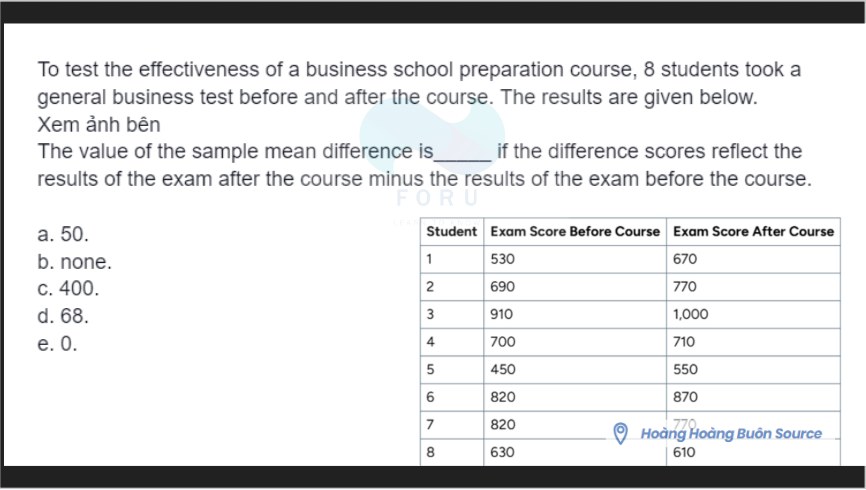 To test the effectiveness of a business school preparation course, 8 students took a
general business test before and after the course. The results are given below.
Xem ảnh bên
The value of the sample mean difference is_____ if the difference scores reflect the
results of the exam after the course minus the results of the exam before the course.
FORU
a. 50.
b. none.
c. 400.
d. 68.
e. 0.
Student Exam Score Before Course Exam Score After Course
1 530 670
2 690 770
3 910 1,000
4 700 710
5 450 550
6 820 870
7 820 770
Hoàng Hoàng Buôn Source
8 630 610